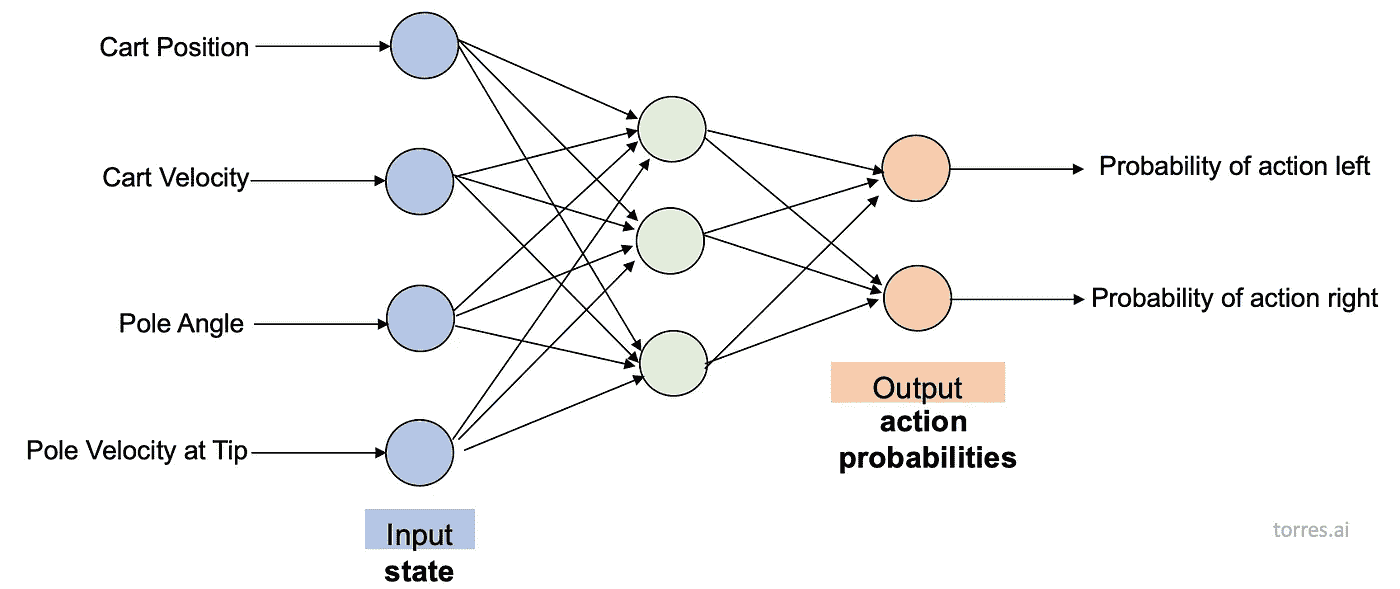 Cart Position
Cart Velocity
Pole Angle
Pole Velocity at Tip
Input
state
Probability of action left
Probability of action right
Output
action
probabilities
torres.ai